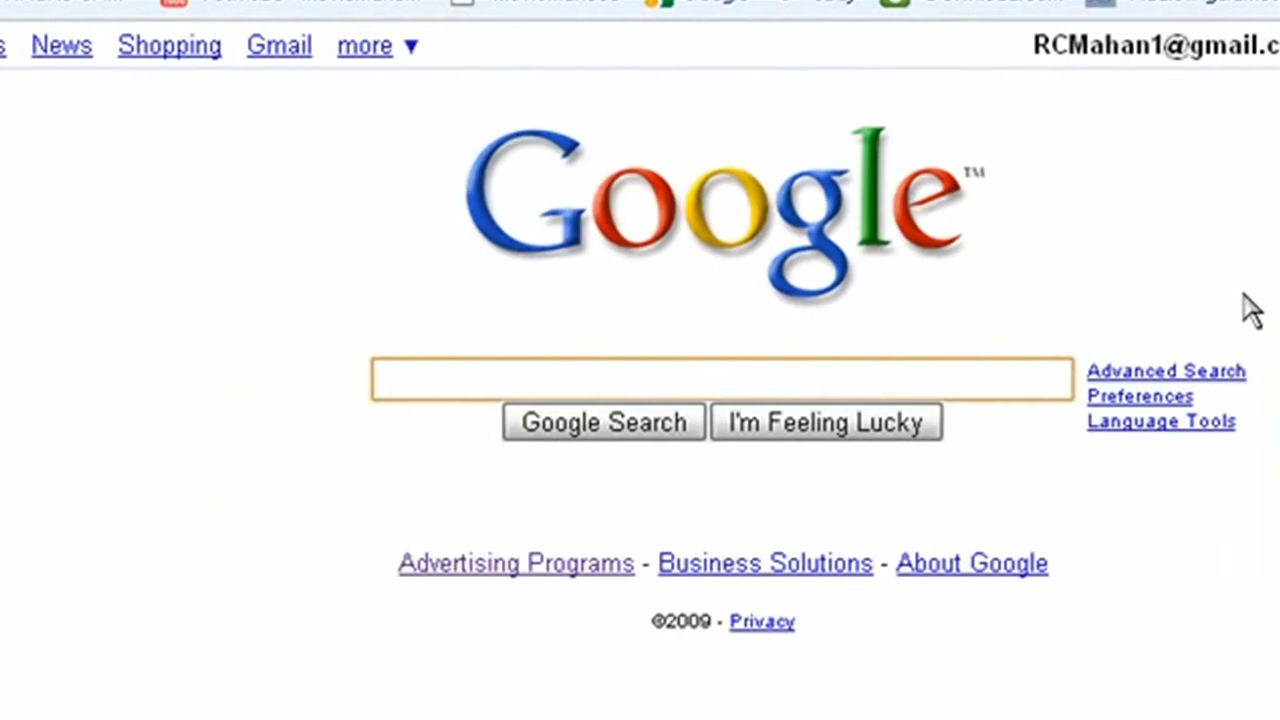 News Shopping Gmail more ▼ RCMahan1@gmail.c
Google™
Advanced Search
Preferences
Language Tools
Google Search I'm Feeling Lucky
Advertising Programs - Business Solutions - About Google
©2009 - Privacy